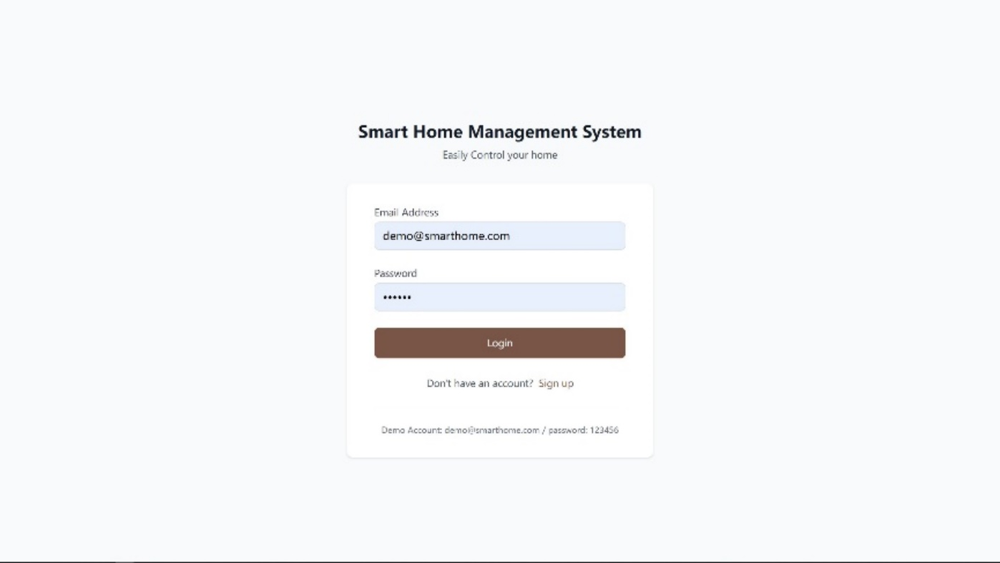 Smart Home Management System
Easily Control your home
Email Address
demo@smarthome.com
Password
••••••
Login
Don't have an account? Sign up
Demo Account: demo@smarthome.com / password: 123456